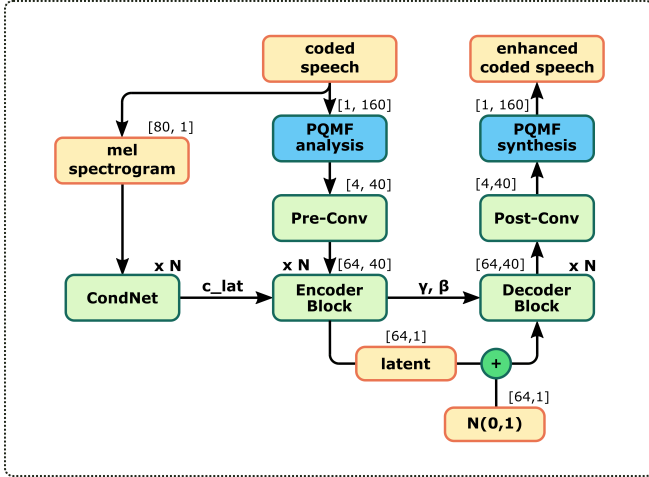 coded
speech
enhanced
coded speech
[1, 160]
[1, 160]
[80, 1]
PQMF
analysis
PQMF
synthesis
mel
spectrogram
[4, 40]
[4,40]
Pre-Conv
Post-Conv
x N
x N
[64, 40]
[64,40]
x N
CondNet
c_lat
Encoder
Block
γ, β
Decoder
Block
[64,1]
latent
+
[64,1]
N(0,1)